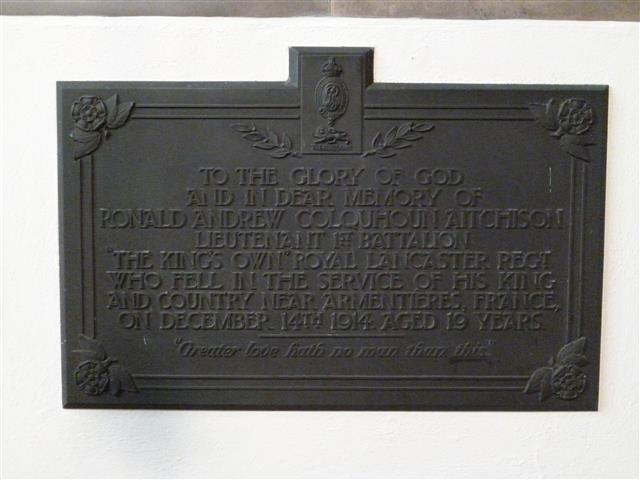 TO THE GLORY OF GOD
AND IN DEAR MEMORY OF
RONALD ANDREW COLQUHOUN AITCHISON
LIEUTENANT 1ST BATTALION
"THE KING'S OWN" ROYAL LANCASTER REGT
WHO FELL IN THE SERVICE OF HIS KING
AND COUNTRY NEAR ARMENTIERES, FRANCE,
ON DECEMBER 14TH 1914. AGED 19 YEARS.
"Greater love hath no man than this."